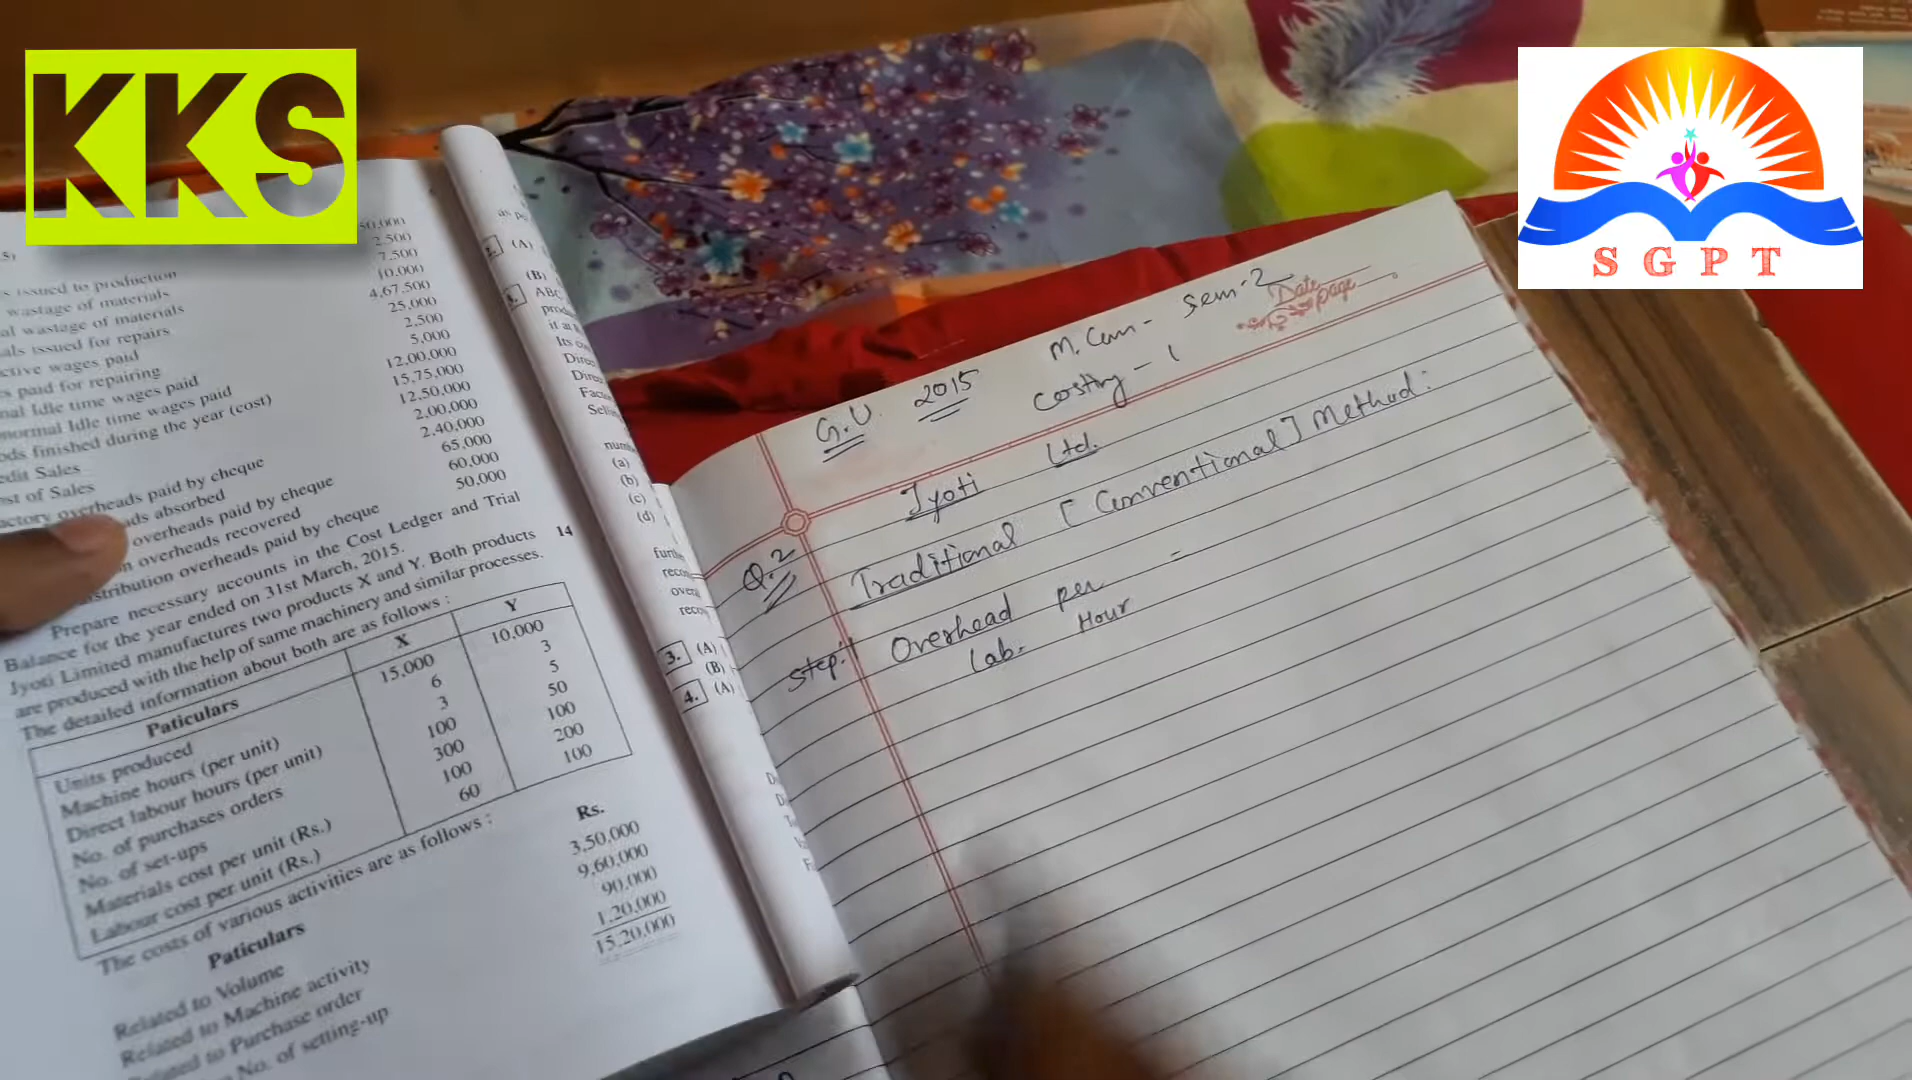 KKS
SGPT
50,000
2,500
7,500
issued to production 10,000
wastage of materials 4,67,500
wastage of materials 25,000
issued for repairs 2,500
wages paid 5,000
paid for repairing 12,00,000
Idle time wages paid 15,75,000
Idle time wages paid 12,50,000
finished during the year (cost) 2,00,000
Sales 2,40,000
of Sales 65,000
overheads paid by cheque 60,000
absorbed 50,000
overheads paid by cheque
overheads recovered
overheads paid by cheque
Prepare necessary accounts in the Cost Ledger and Trial
Balance for the year ended on 31st March, 2015.
Jyoti Limited manufactures two products X and Y. Both products 14
are produced with the help of same machinery and similar processes.
The detailed information about both are as follows :
Paticulars X Y
Units produced 15,000 10,000
Machine hours (per unit) 6 3
Direct labour hours (per unit) 3 5
No. of purchases orders 100 50
No. of set-ups 300 100
Materials cost per unit (Rs.) 100 200
Labour cost per unit (Rs.) 60 100
The costs of various activities are as follows :
Paticulars Rs.
Related to Volume 3,50,000
Related to Machine activity 9,60,000
Related to Purchase order 90,000
No. of setting-up 1,20,000
15,20,000
(A)
(B)
ABC
it at
Its
(a)
(b)
(c)
(d)
3. (A)
(B)
4. (A)
Date
Page
G.U 2015 M.Com - Sem-2
Costing - 1
Jyoti Ltd.
Q.2 Traditional [Conventional] Method:
Step:1 Overhead per =
Lab. Hour